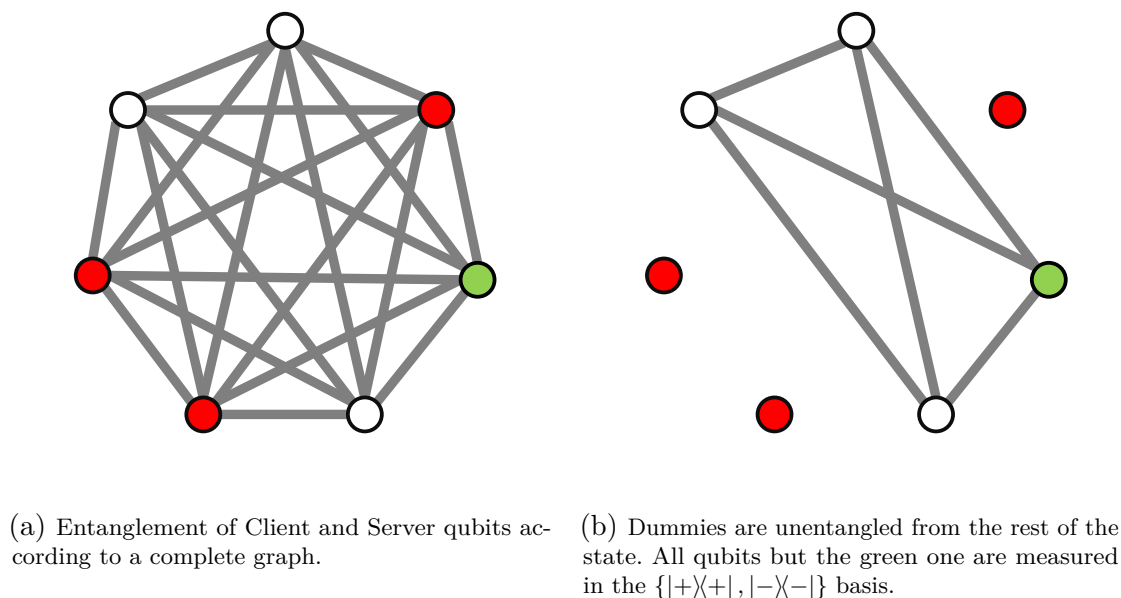 (a) Entanglement of Client and Server qubits ac-
cording to a complete graph.
(b) Dummies are unentangled from the rest of the
state. All qubits but the green one are measured
in the {|+⟩⟨+| , |−⟩⟨−|} basis.